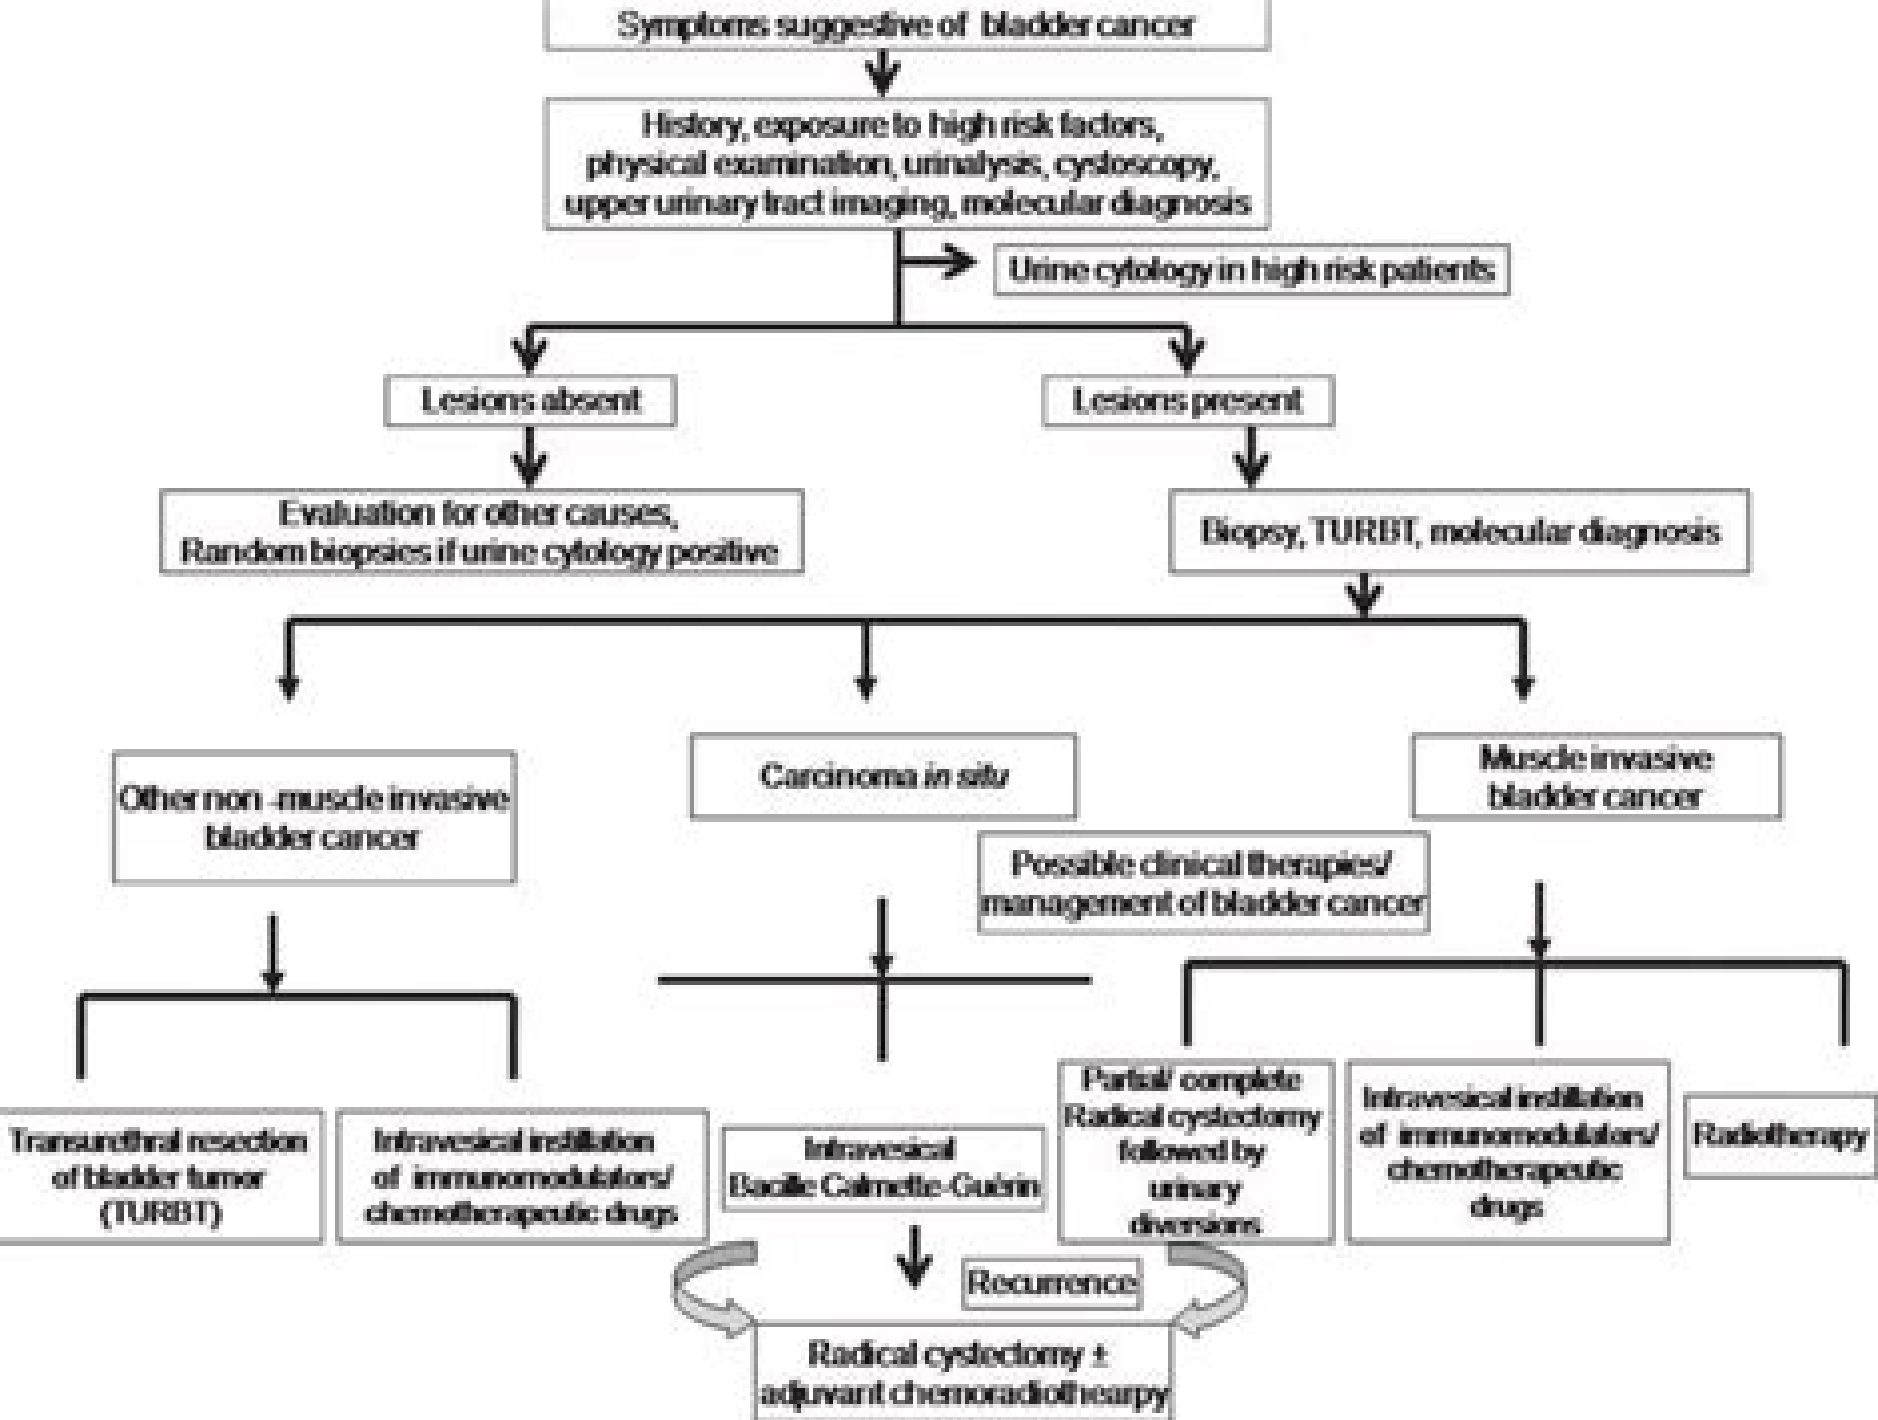 Symptoms suggestive of bladder cancer
History, exposure to high risk factors,
physical examination, urinalysis, cystoscopy,
upper urinary tract imaging, molecular diagnosis
Urine cytology in high risk patients
Lesions absent
Lesions present
Evaluation for other causes,
Random biopsies if urine cytology positive
Biopsy, TURBT, molecular diagnosis
Other non -muscle invasive
bladder cancer
Carcinoma in situ
Muscle invasive
bladder cancer
Possible clinical therapies/
management of bladder cancer
Transurethral resection
of bladder tumor
(TURBT)
Intravesical instillation
of immunomodulators/
chemotherapeutic drugs
Intravesical
Bacille Calmette-Guérin
Partial/ complete
Radical cystectomy
followed by
urinary
diversions
Intravesical instillation
of immunomodulators/
chemotherapeutic
drugs
Radiotherapy
Recurrence
Radical cystectomy ±
adjuvant chemoradiothearpy